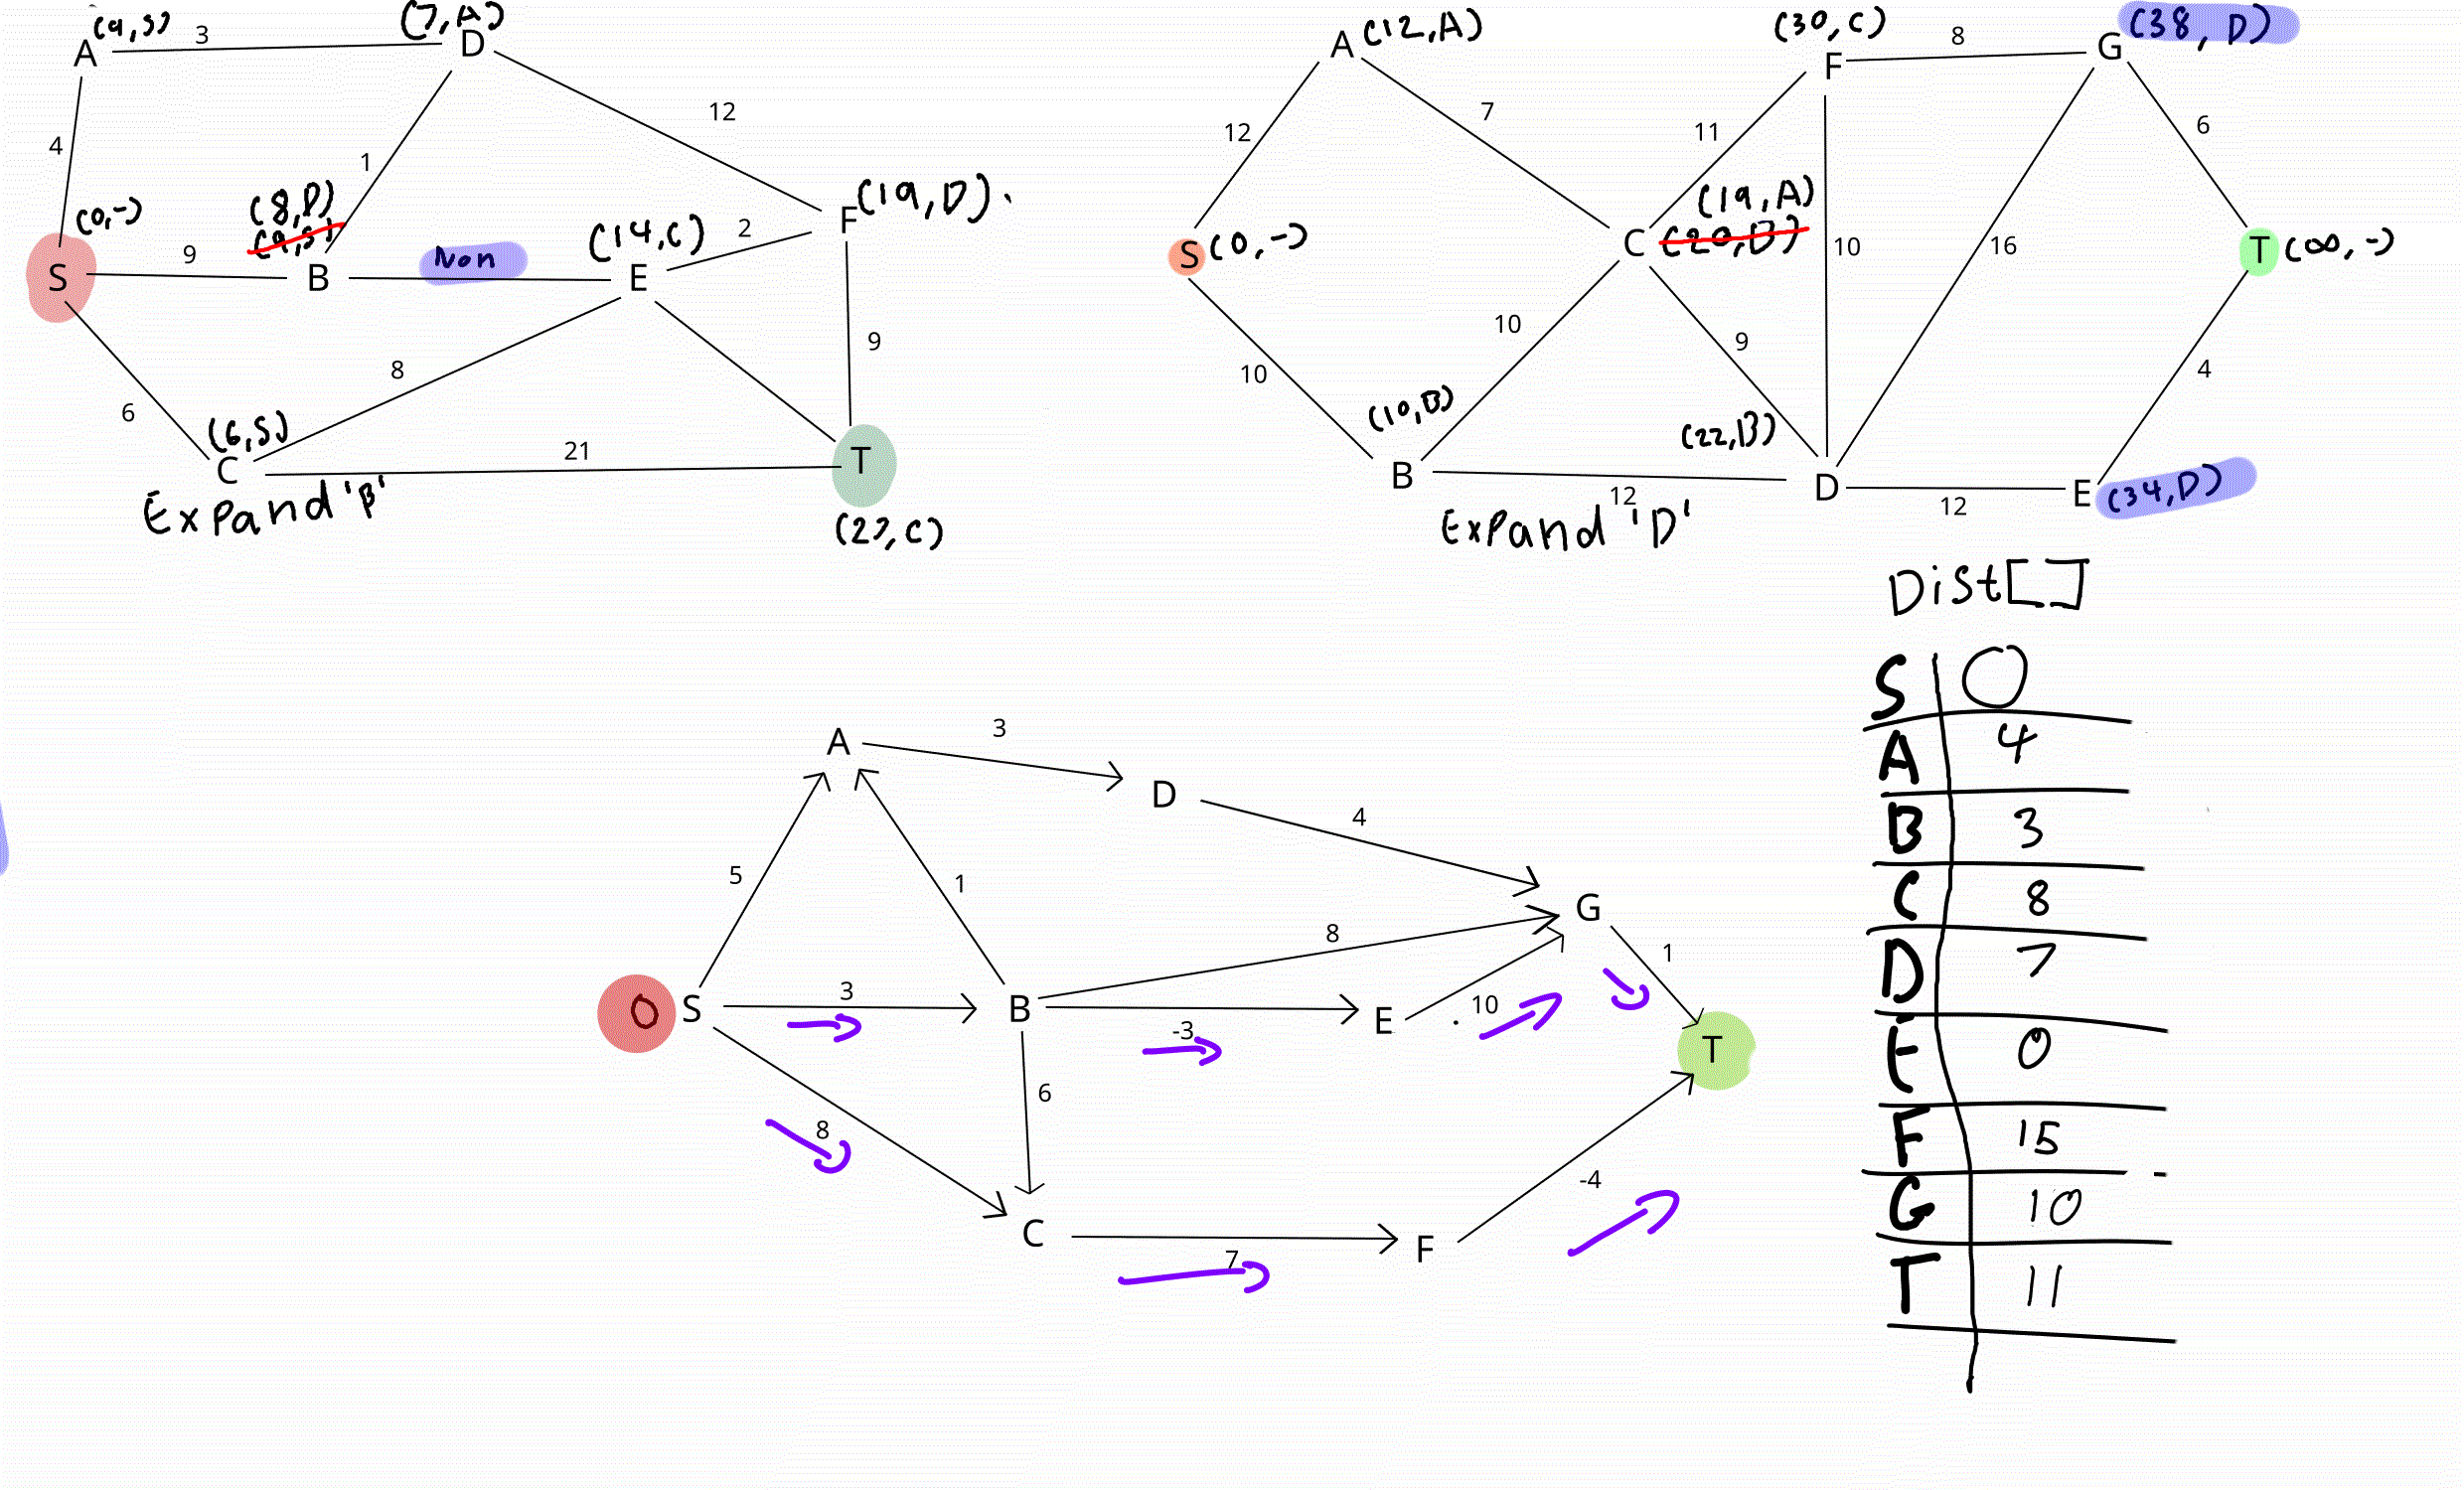 A (4,S)
3
(7,A)
D
4
12
1
(0,-)
(8,D)
(9,S)
S
9
B
Non
(14,C)
E
2
F (19,D).
8
9
6
(6,S)
C
21
T
Expand 'B'
(27,C)
A (12,A)
(30,C)
F
8
G (38, D)
12
7
11
6
S (0,-)
(19,A)
C (20,B)
10
16
T (∞,-)
10
10
9
4
(10,B)
(22,B)
B
12
D
12
E (34,D)
Expand 'D'
Dist[]
S 0
A 4
B 3
C 8
D 7
E 0
F 15
G 10
T 11
A
3
D
4
5
1
G
8
1
0 S
3
B
-3
E
. 10
T
6
8
-4
C
7
F